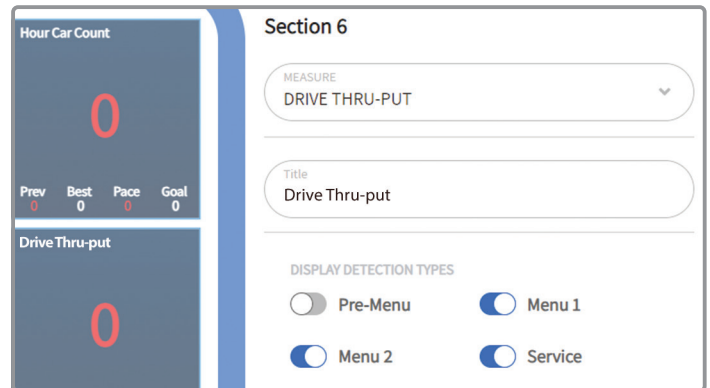 Hour Car Count
0
Prev Best Pace Goal
0 0 0 0
Drive Thru-put
0
Section 6
MEASURE
DRIVE THRU-PUT
Title
Drive Thru-put
DISPLAY DETECTION TYPES
Pre-Menu Menu 1
Menu 2 Service